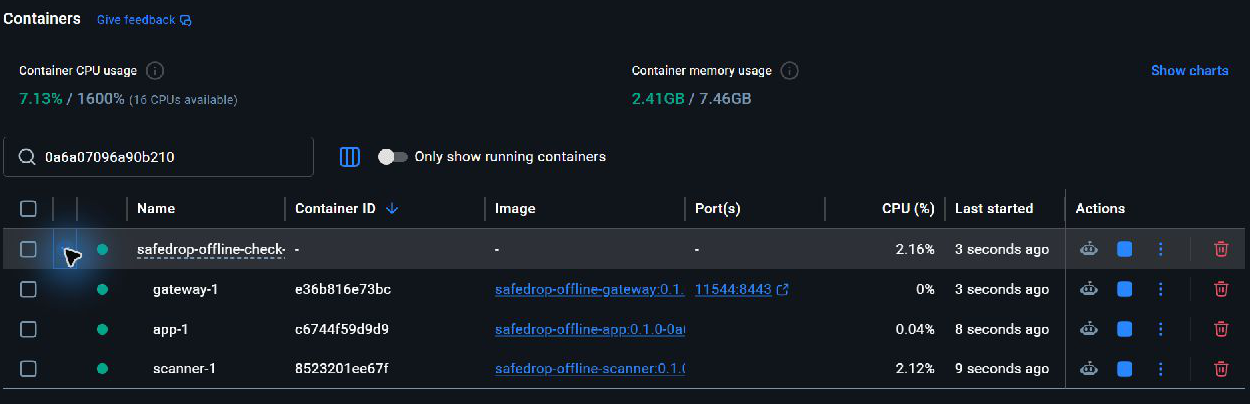 Containers Give feedback
Container CPU usage
Container memory usage
Show charts
7.13% / 1600% (16 CPUs available)
2.41GB / 7.46GB
0a6a07096a90b210
Only show running containers
Name Container ID Image Port(s) CPU (%) Last started Actions
safedrop-offline-check- - - - 2.16% 3 seconds ago
gateway-1 e36b816e73bc safedrop-offline-gateway:0.1. 11544:8443 0% 3 seconds ago
app-1 c6744f59d9d9 safedrop-offline-app:0.1.0-0a 0.04% 8 seconds ago
scanner-1 8523201ee67f safedrop-offline-scanner:0.1. 2.12% 9 seconds ago